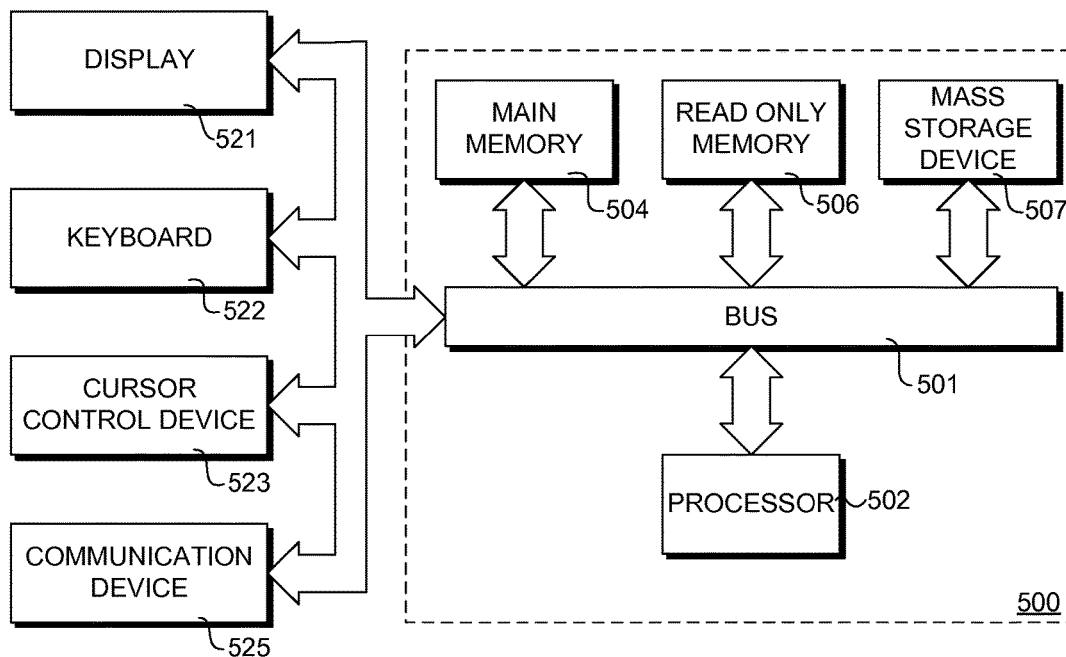 DISPLAY
521
KEYBOARD
522
CURSOR
CONTROL DEVICE
523
COMMUNICATION
DEVICE
525
MAIN
MEMORY
504
READ ONLY
MEMORY
506
MASS
STORAGE
DEVICE
507
BUS
501
PROCESSOR
502
500